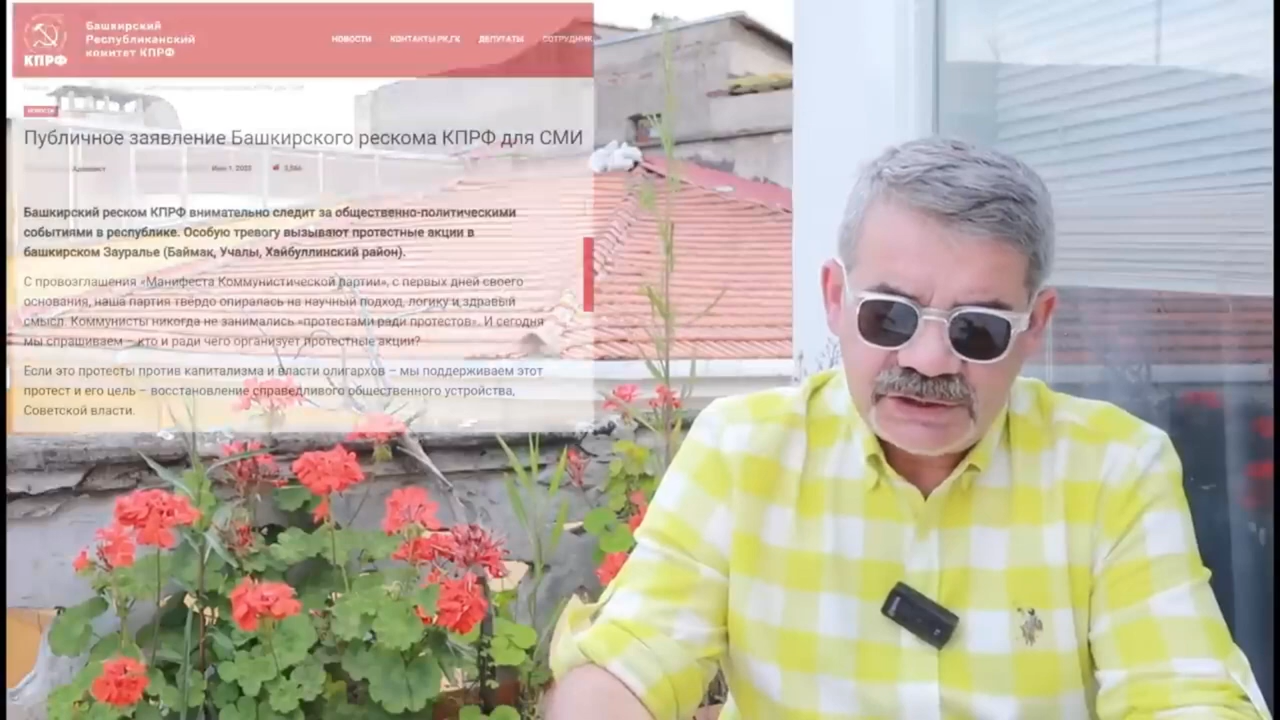 Башкирский
Республиканский
комитет КПРФ
КПРФ
НОВОСТИ КОНТАКТЫ РК,ГК ДЕПУТАТЫ СОТРУДНИК
НОВОСТИ
Публичное заявление Башкирского рескома КПРФ для СМИ
Башкирский реском КПРФ внимательно следит за общественно-политическими
событиями в республике. Особую тревогу вызывают протестные акции в
башкирском Зауралье (Баймак, Учалы, Хайбуллинский район).
С провозглашения «Манифеста Коммунистической партии», с первых дней своего
основания, наша партия твёрдо опиралась на научный подход, логику и здравый
смысл. Коммунисты никогда не занимались «протестами ради протестов». И сегодня
мы спрашиваем – кто и ради чего организует протестные акции?
Если это протесты против капитализма и власти олигархов – мы поддерживаем этот
протест и его цель – восстановление справедливого общественного устройства,
Советской власти.